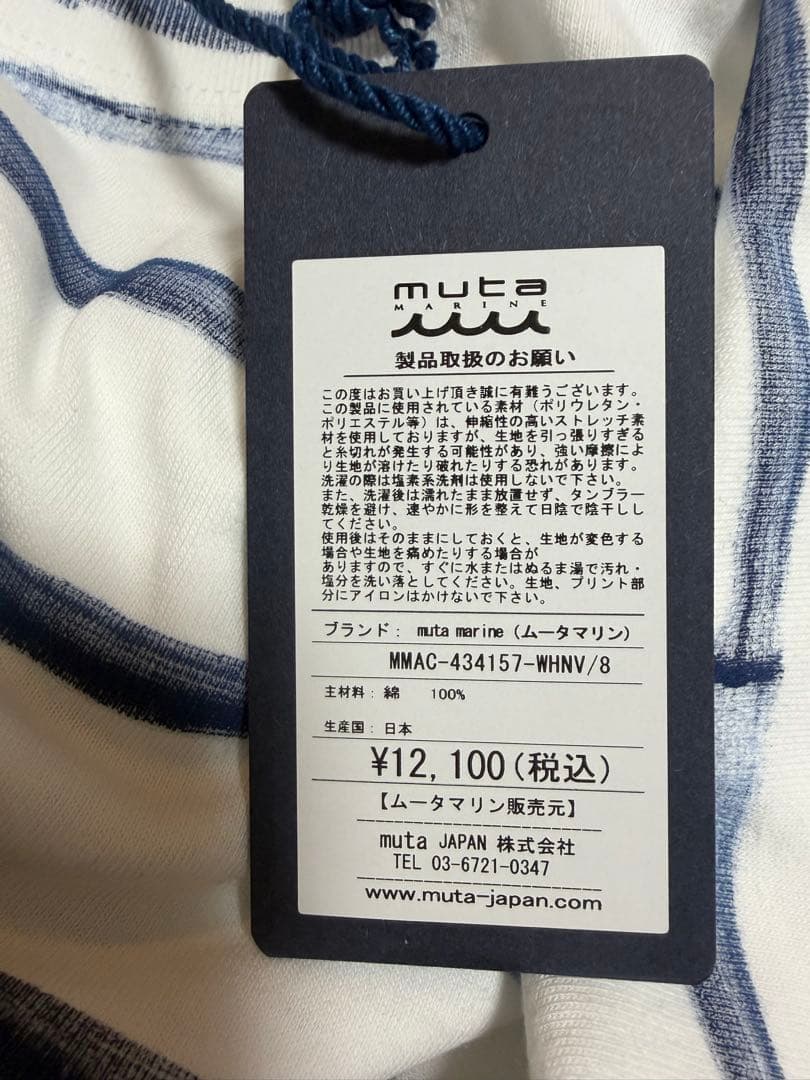 muta
MARINE
製品取扱のお願い
この度はお買い上げ頂き誠に有難うございます。
この製品に使用されている素材（ポリウレタン・
ポリエステル等）は、伸縮性の高いストレッチ素
材を使用しておりますが、生地を引っ張りすぎる
と糸切れが発生する可能性があり、強い摩擦によ
り生地が溶けたり破れたりする恐れがあります。
洗濯の際は塩素系洗剤は使用しないで下さい。
また、洗濯後は濡れたまま放置せず、タンブラー
乾燥を避け、速やかに形を整えて日陰で陰干しし
てください。
使用後はそのままにしておくと、生地が変色する
場合や生地を痛めたりする場合が
ありますので、すぐに水またはぬるま湯で汚れ・
塩分を洗い落としてください。生地、プリント部
分にアイロンはかけないで下さい。
ブランド： muta marine（ムータマリン）
MMAC-434157-WHNV/8
主材料：綿 100%
生産国：日本
¥12,100(税込)
【ムータマリン販売元】
muta JAPAN 株式会社
TEL 03-6721-0347
www.muta-japan.com